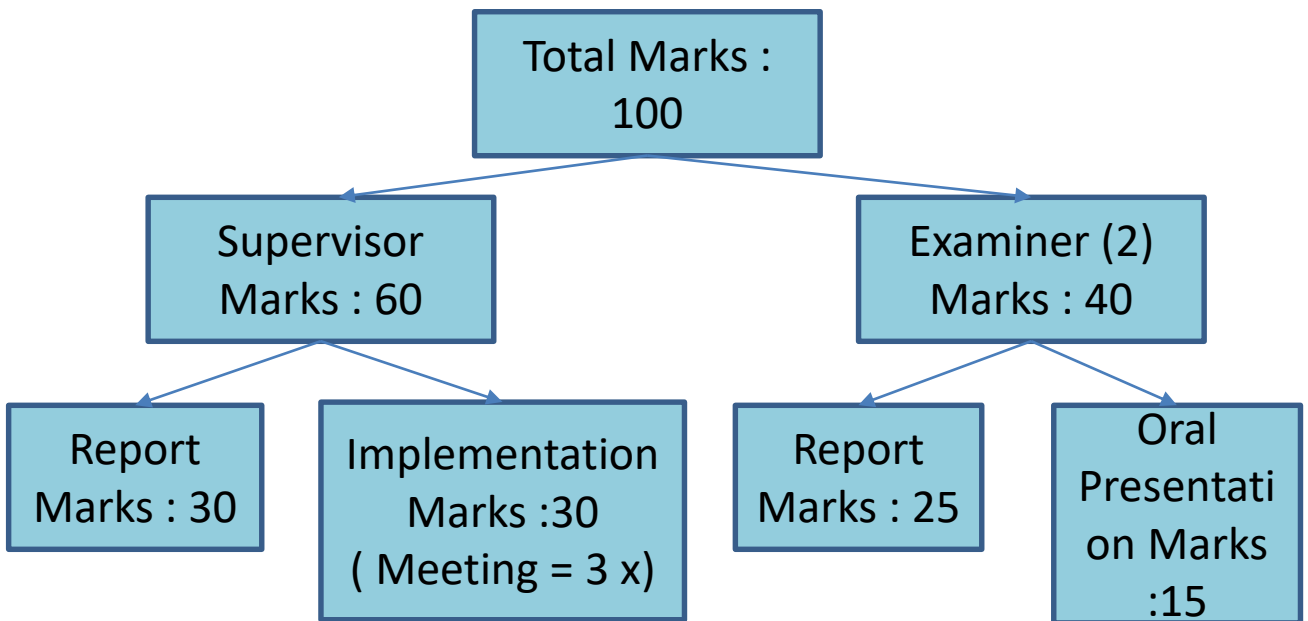 Total Marks :
100
Supervisor
Marks : 60
Examiner (2)
Marks : 40
Report
Marks : 30
Implementation
Marks :30
( Meeting = 3 x)
Report
Marks : 25
Oral
Presentati
on Marks
:15